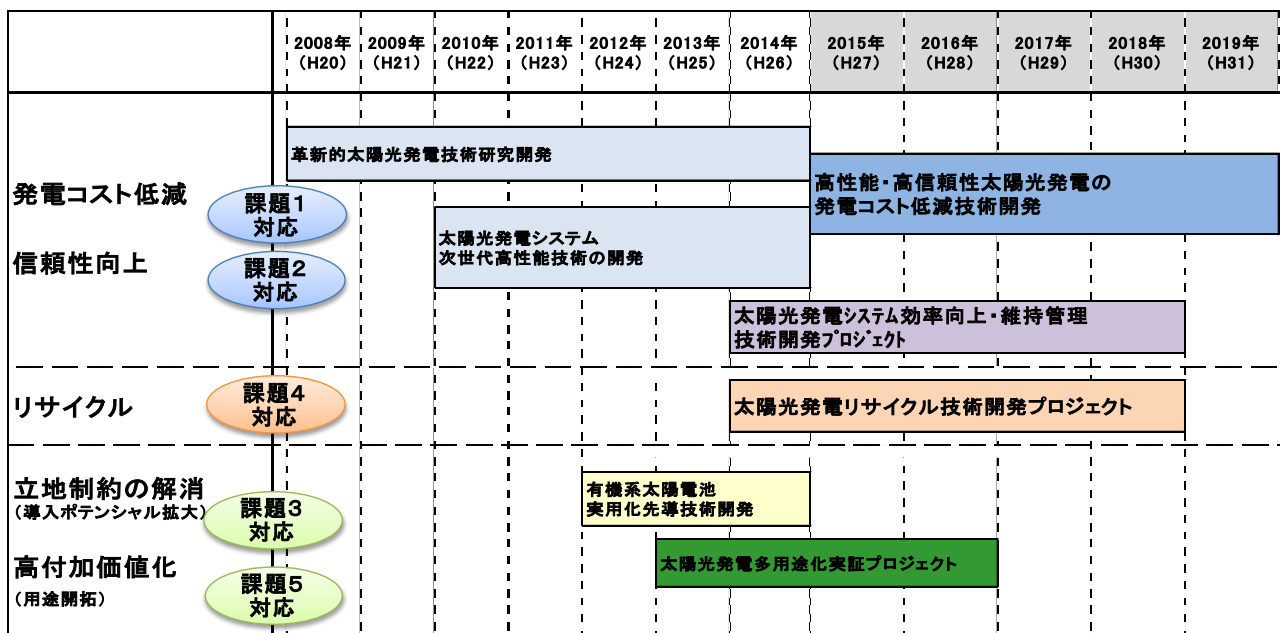 2008年 2009年 2010年 2011年 2012年 2013年 2014年 2015年 2016年 2017年 2018年 2019年
（H20） （H21） （H22） （H23） （H24） （H25） （H26） （H27） （H28） （H29） （H30） （H31）
革新的太陽光発電技術研究開発
発電コスト低減
課題１
対応
高性能・高信頼性太陽光発電の
発電コスト低減技術開発
太陽光発電システム
次世代高性能技術の開発
信頼性向上
課題２
対応
太陽光発電ｼｽﾃﾑ効率向上・維持管理
技術開発ﾌﾟﾛｼﾞｪｸﾄ
リサイクル
課題４
対応
太陽光発電リサイクル技術開発プロジェクト
立地制約の解消
（導入ポテンシャル拡大）
課題３
対応
有機系太陽電池
実用化先導技術開発
高付加価値化
（用途開拓）
課題５
対応
太陽光発電多用途化実証プロジェクト